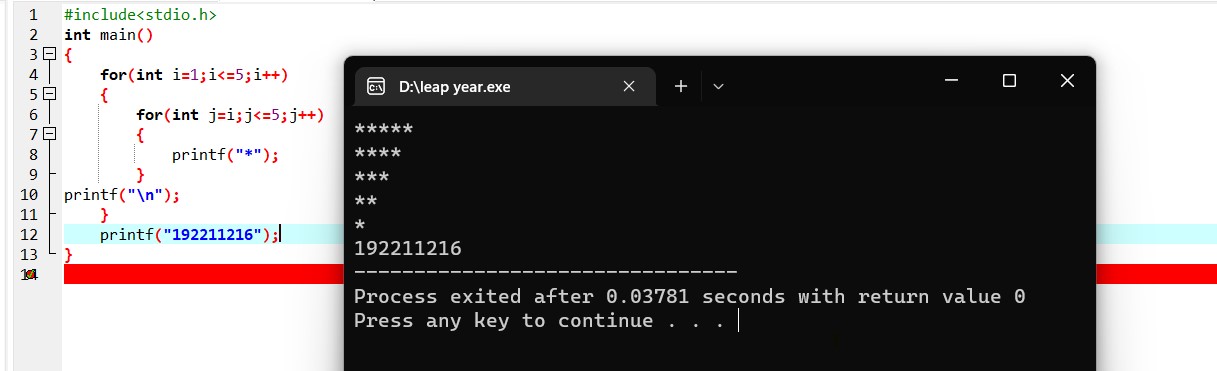 1 #include<stdio.h>
2 int main()
3 {
4 for(int i=1;i<=5;i++)
5 {
6 for(int j=i;j<=5;j++)
7 {
8 printf("*");
9 }
10 printf("\n");
11 }
12 printf("192211216");
13 }
14
D:\leap year.exe
*****
****
***
**
*
192211216
--------------------------------
Process exited after 0.03781 seconds with return value 0
Press any key to continue . . .